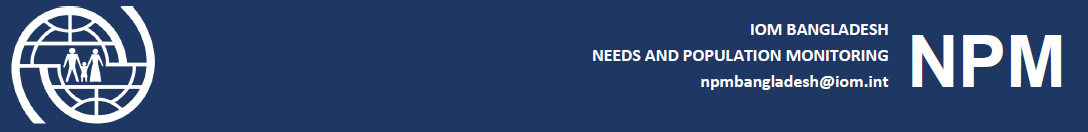 IOM BANGLADESH
NEEDS AND POPULATION MONITORING
npmbangladesh@iom.int
NPM